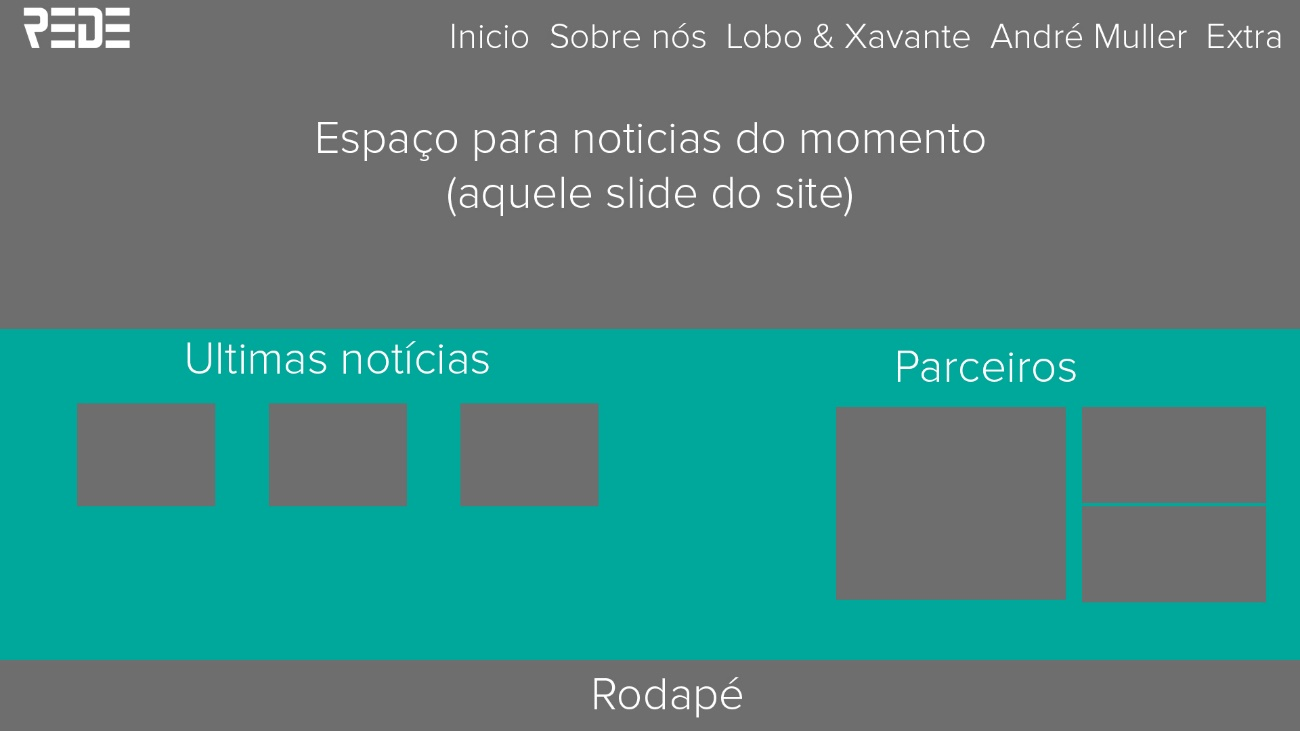 REDE
Inicio Sobre nós Lobo & Xavante André Muller Extra
Espaço para noticias do momento
(aquele slide do site)
Ultimas notícias
Parceiros
Rodapé